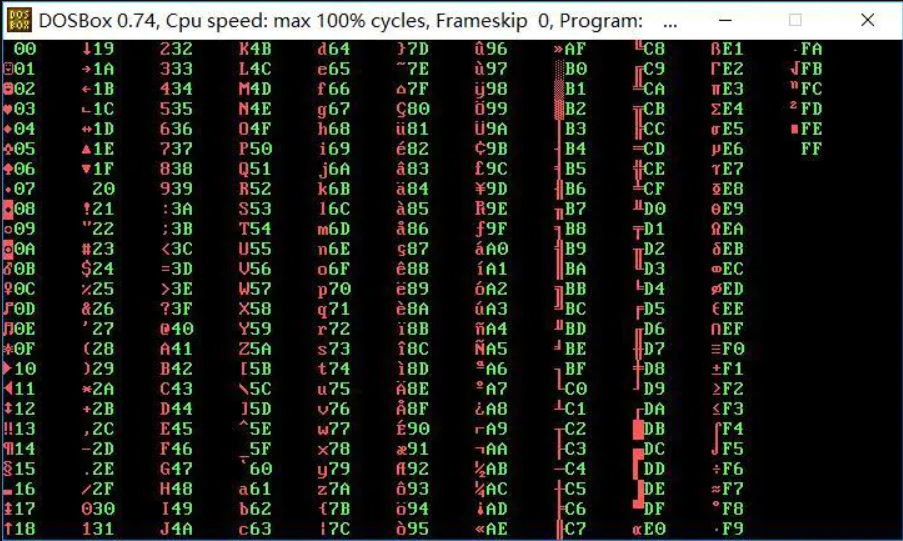 DOSBox 0.74, Cpu speed: max 100% cycles, Frameskip 0, Program: ...
00 ↓19 232 K4B d64 }7D û96 »AF ╚C8 ßE1 ·FA
☺01 →1A 333 L4C e65 ~7E ù97 ░B0 ╔C9 ΓE2 √FB
☻02 ←1B 434 M4D f66 ⌂7F ÿ98 ▒B1 ╩CA πE3 ⁿFC
♥03 ∟1C 535 N4E g67 Ç80 Ö99 ▓B2 ╦CB ΣE4 ²FD
♦04 ↔1D 636 O4F h68 ü81 Ü9A │B3 ╠CC σE5 ■FE
♣05 ▲1E 737 P50 i69 é82 ¢9B ┤B4 ═CD µE6 FF
♠06 ▼1F 838 Q51 j6A â83 £9C ╡B5 ╬CE τE7
•07 20 939 R52 k6B ä84 ¥9D ╢B6 ╧CF ΦE8
◘08 !21 :3A S53 l6C à85 ₧9E ╖B7 ╨D0 ΘE9
○09 "22 ;3B T54 m6D å86 ƒ9F ╕B8 ╤D1 ΩEA
◙0A #23 <3C U55 n6E ç87 áA0 ╣B9 ╥D2 δEB
♂0B $24 =3D V56 o6F ê88 íA1 ║BA ╙D3 ∞EC
♀0C %25 >3E W57 p70 ë89 óA2 ╗BB ╘D4 φED
♪0D &26 ?3F X58 q71 è8A úA3 ╝BC ╒D5 εEE
♫0E '27 @40 Y59 r72 ï8B ñA4 ╜BD ╓D6 ∩EF
☼0F (28 A41 Z5A s73 î8C ÑA5 ╛BE ╫D7 ≡F0
►10 )29 B42 [5B t74 ì8D ªA6 ┐BF ╪D8 ±F1
◄11 *2A C43 \5C u75 Ä8E ºA7 └C0 ┘D9 ≥F2
↕12 +2B D44 ]5D v76 Å8F ¿A8 ┴C1 ┌DA ≤F3
‼13 ,2C E45 ^5E w77 É90 ⌐A9 ┬C2 █DB ⌠F4
¶14 -2D F46 _5F x78 æ91 ¬AA ├C3 ▄DC ⌡F5
§15 .2E G47 `60 y79 Æ92 ½AB ─C4 ▌DD ÷F6
▬16 /2F H48 a61 z7A ô93 ¼AC ┼C5 ▐DE ≈F7
↨17 030 I49 b62 {7B ö94 ¡AD ╞C6 ▀DF °F8
↑18 131 J4A c63 |7C ò95 «AE ╟C7 αE0 ∙F9